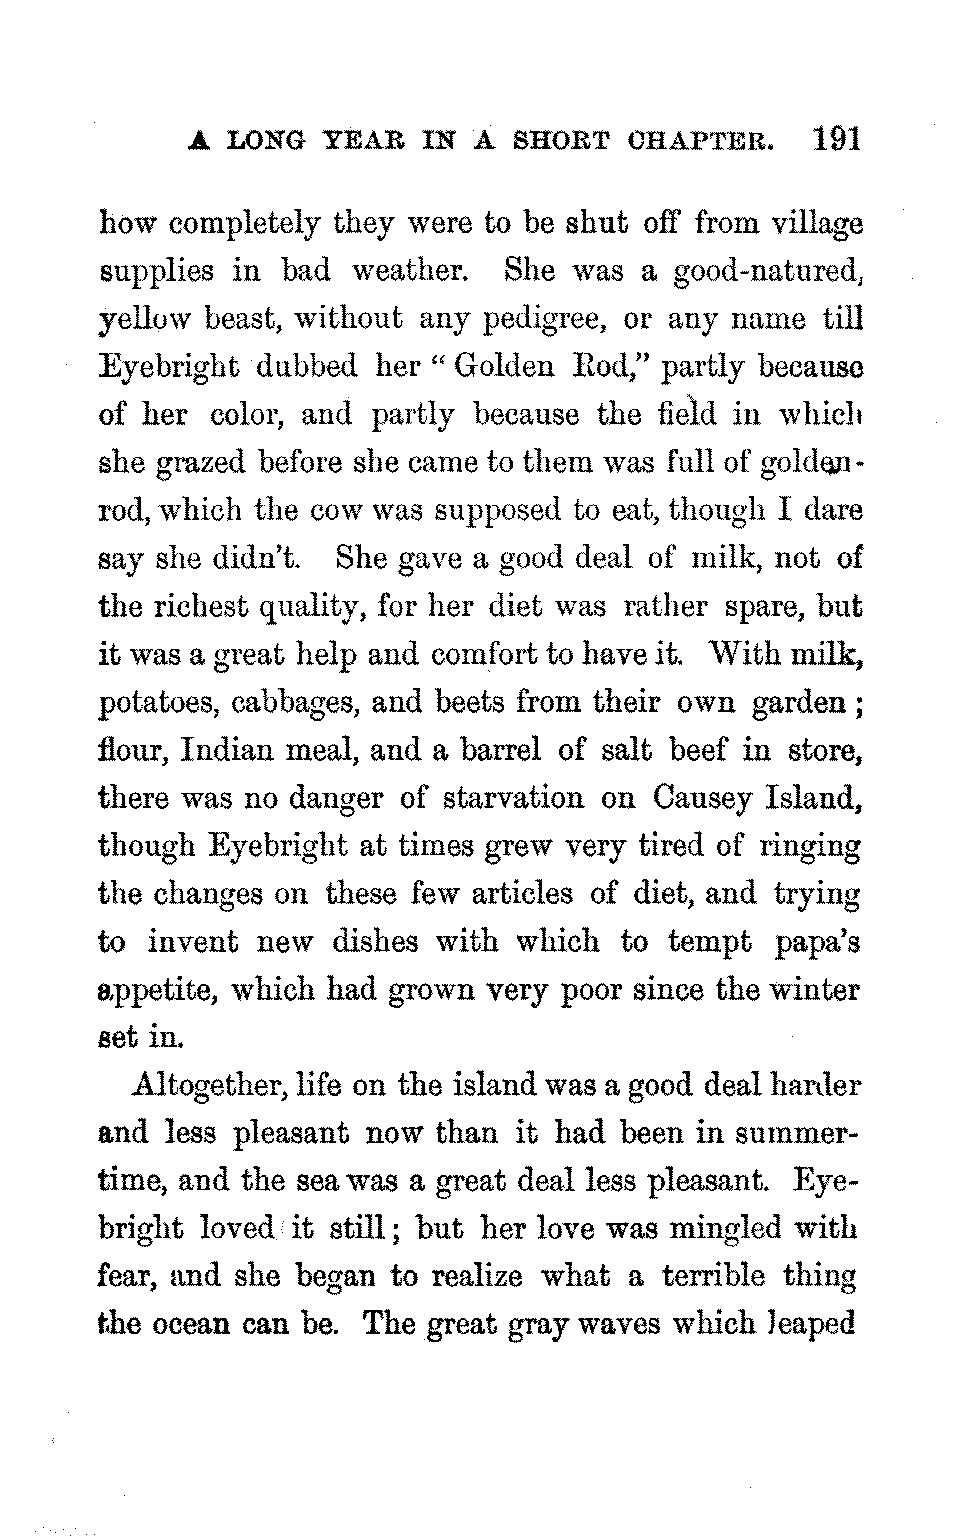 A LONG YEAR IN A SHORT CHAPTER. 191
how completely they were to be shut off from village
supplies in bad weather. She was a good-natured,
yellow beast, without any pedigree, or any name till
Eyebright dubbed her “ Golden Rod,” partly because
of her color, and partly because the field in which
she grazed before she came to them was full of golden-
rod, which the cow was supposed to eat, though I dare
say she didn’t. She gave a good deal of milk, not of
the richest quality, for her diet was rather spare, but
it was a great help and comfort to have it. With milk,
potatoes, cabbages, and beets from their own garden ;
flour, Indian meal, and a barrel of salt beef in store,
there was no danger of starvation on Causey Island,
though Eyebright at times grew very tired of ringing
the changes on these few articles of diet, and trying
to invent new dishes with which to tempt papa’s
appetite, which had grown very poor since the winter
set in.
Altogether, life on the island was a good deal harder
and less pleasant now than it had been in summer-
time, and the sea was a great deal less pleasant. Eye-
bright loved it still ; but her love was mingled with
fear, and she began to realize what a terrible thing
the ocean can be. The great gray waves which leaped